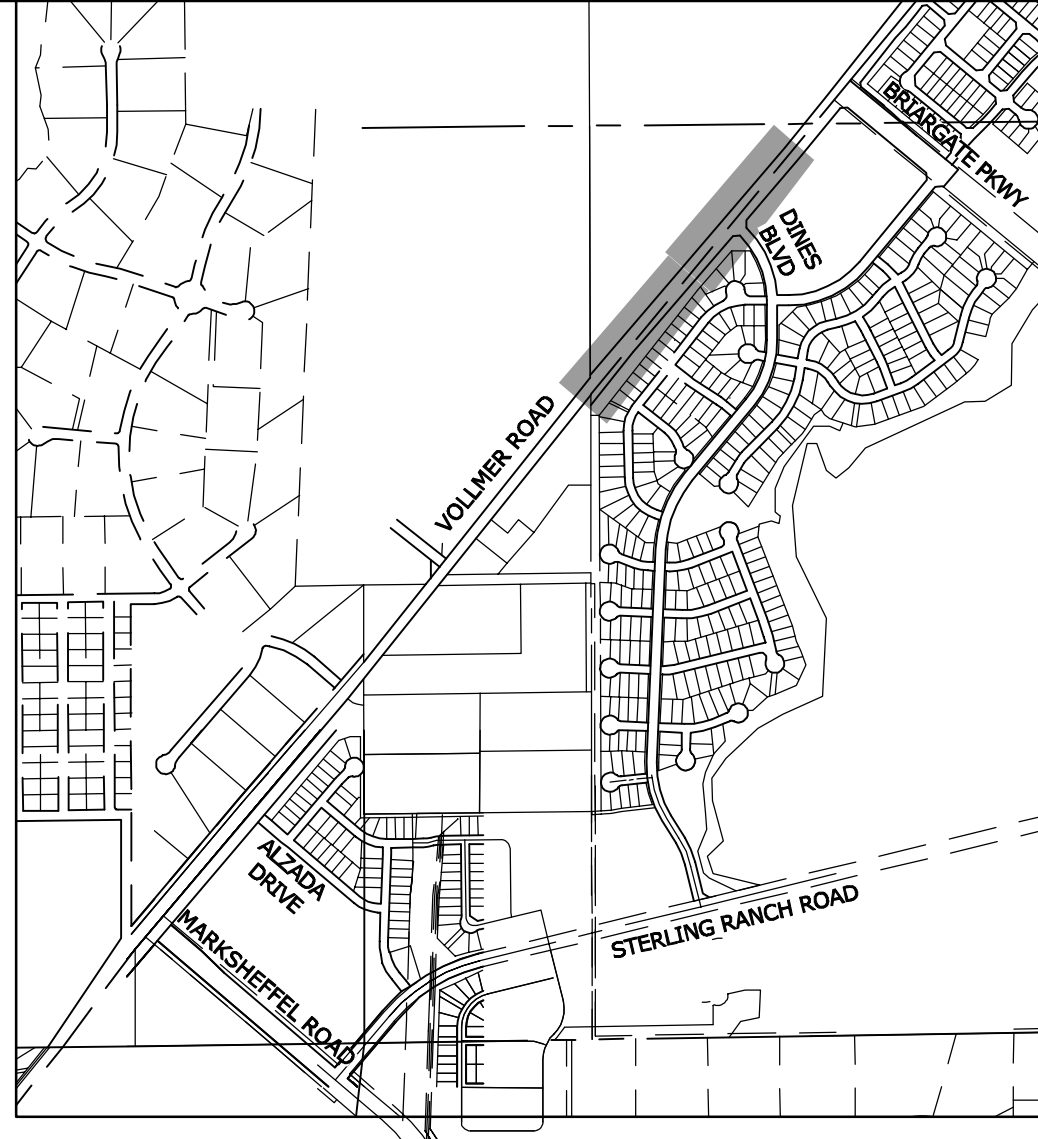 BRIARGATE PKWY
DINES
BLVD
VOLLMER ROAD
ALZADA
DRIVE
MARKSHEFFEL ROAD
STERLING RANCH ROAD